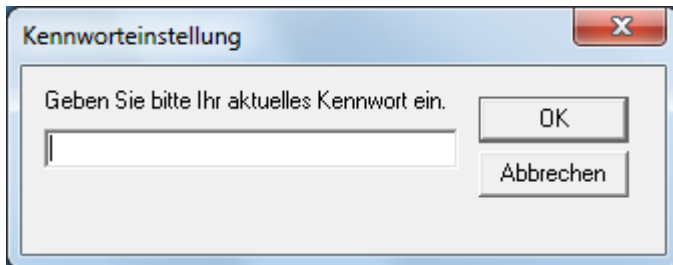 Kennworteinstellung
Geben Sie bitte Ihr aktuelles Kennwort ein.
OK
Abbrechen